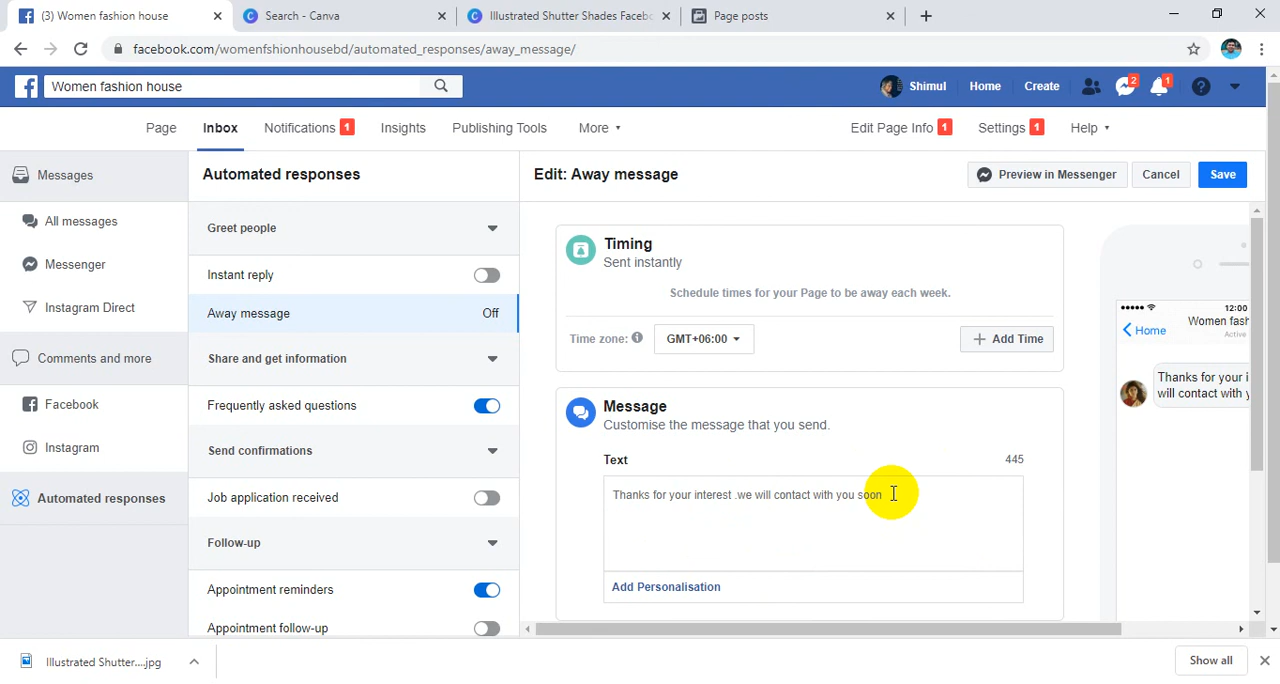 (3) Women fashion house
Search - Canva
Illustrated Shutter Shades Facebo
Page posts
facebook.com/womenfshionhousebd/automated_responses/away_message/
Women fashion house
Shimul
Home
Create
2
1
Page
Inbox
Notifications 1
Insights
Publishing Tools
More
Edit Page Info 1
Settings 1
Help
Messages
All messages
Messenger
Instagram Direct
Comments and more
Facebook
Instagram
Automated responses
Automated responses
Greet people
Instant reply
Away message Off
Share and get information
Frequently asked questions
Send confirmations
Job application received
Follow-up
Appointment reminders
Appointment follow-up
Edit: Away message
Preview in Messenger
Cancel
Save
Timing
Sent instantly
Schedule times for your Page to be away each week.
Time zone: GMT+06:00
Add Time
Message
Customise the message that you send.
Text 445
Thanks for your interest .we will contact with you soon
Add Personalisation
12:00
Home
Women fash
Active
Thanks for your i
will contact with y
Illustrated Shutter....jpg
Show all